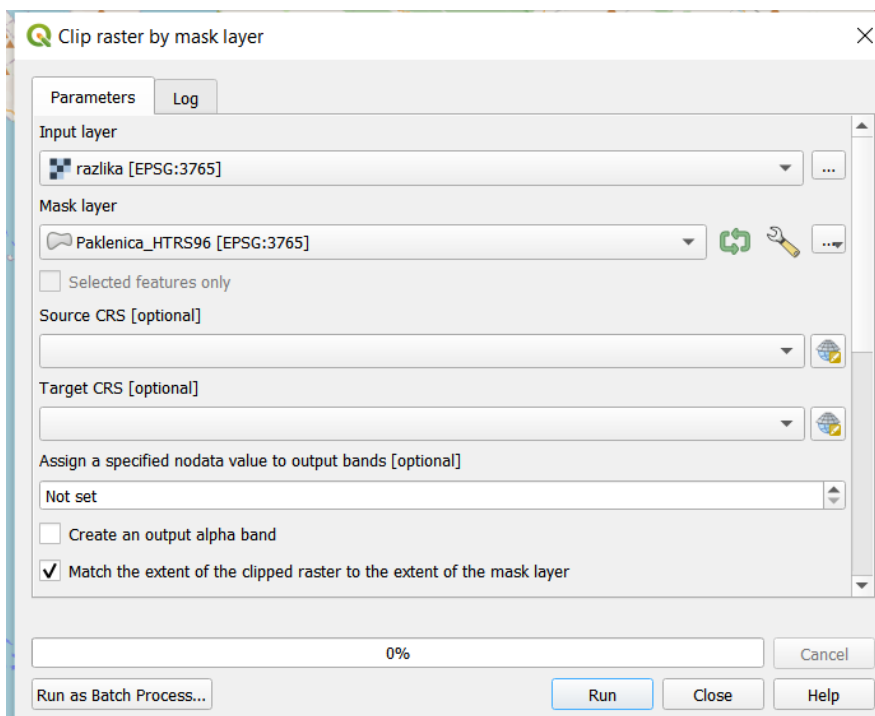 Clip raster by mask layer
Parameters Log
Input layer
razlika [EPSG:3765]
...
Mask layer
Paklenica_HTRS96 [EPSG:3765]
...
Selected features only
Source CRS [optional]
Target CRS [optional]
Assign a specified nodata value to output bands [optional]
Not set
Create an output alpha band
Match the extent of the clipped raster to the extent of the mask layer
0%
Cancel
Run as Batch Process...
Run
Close
Help